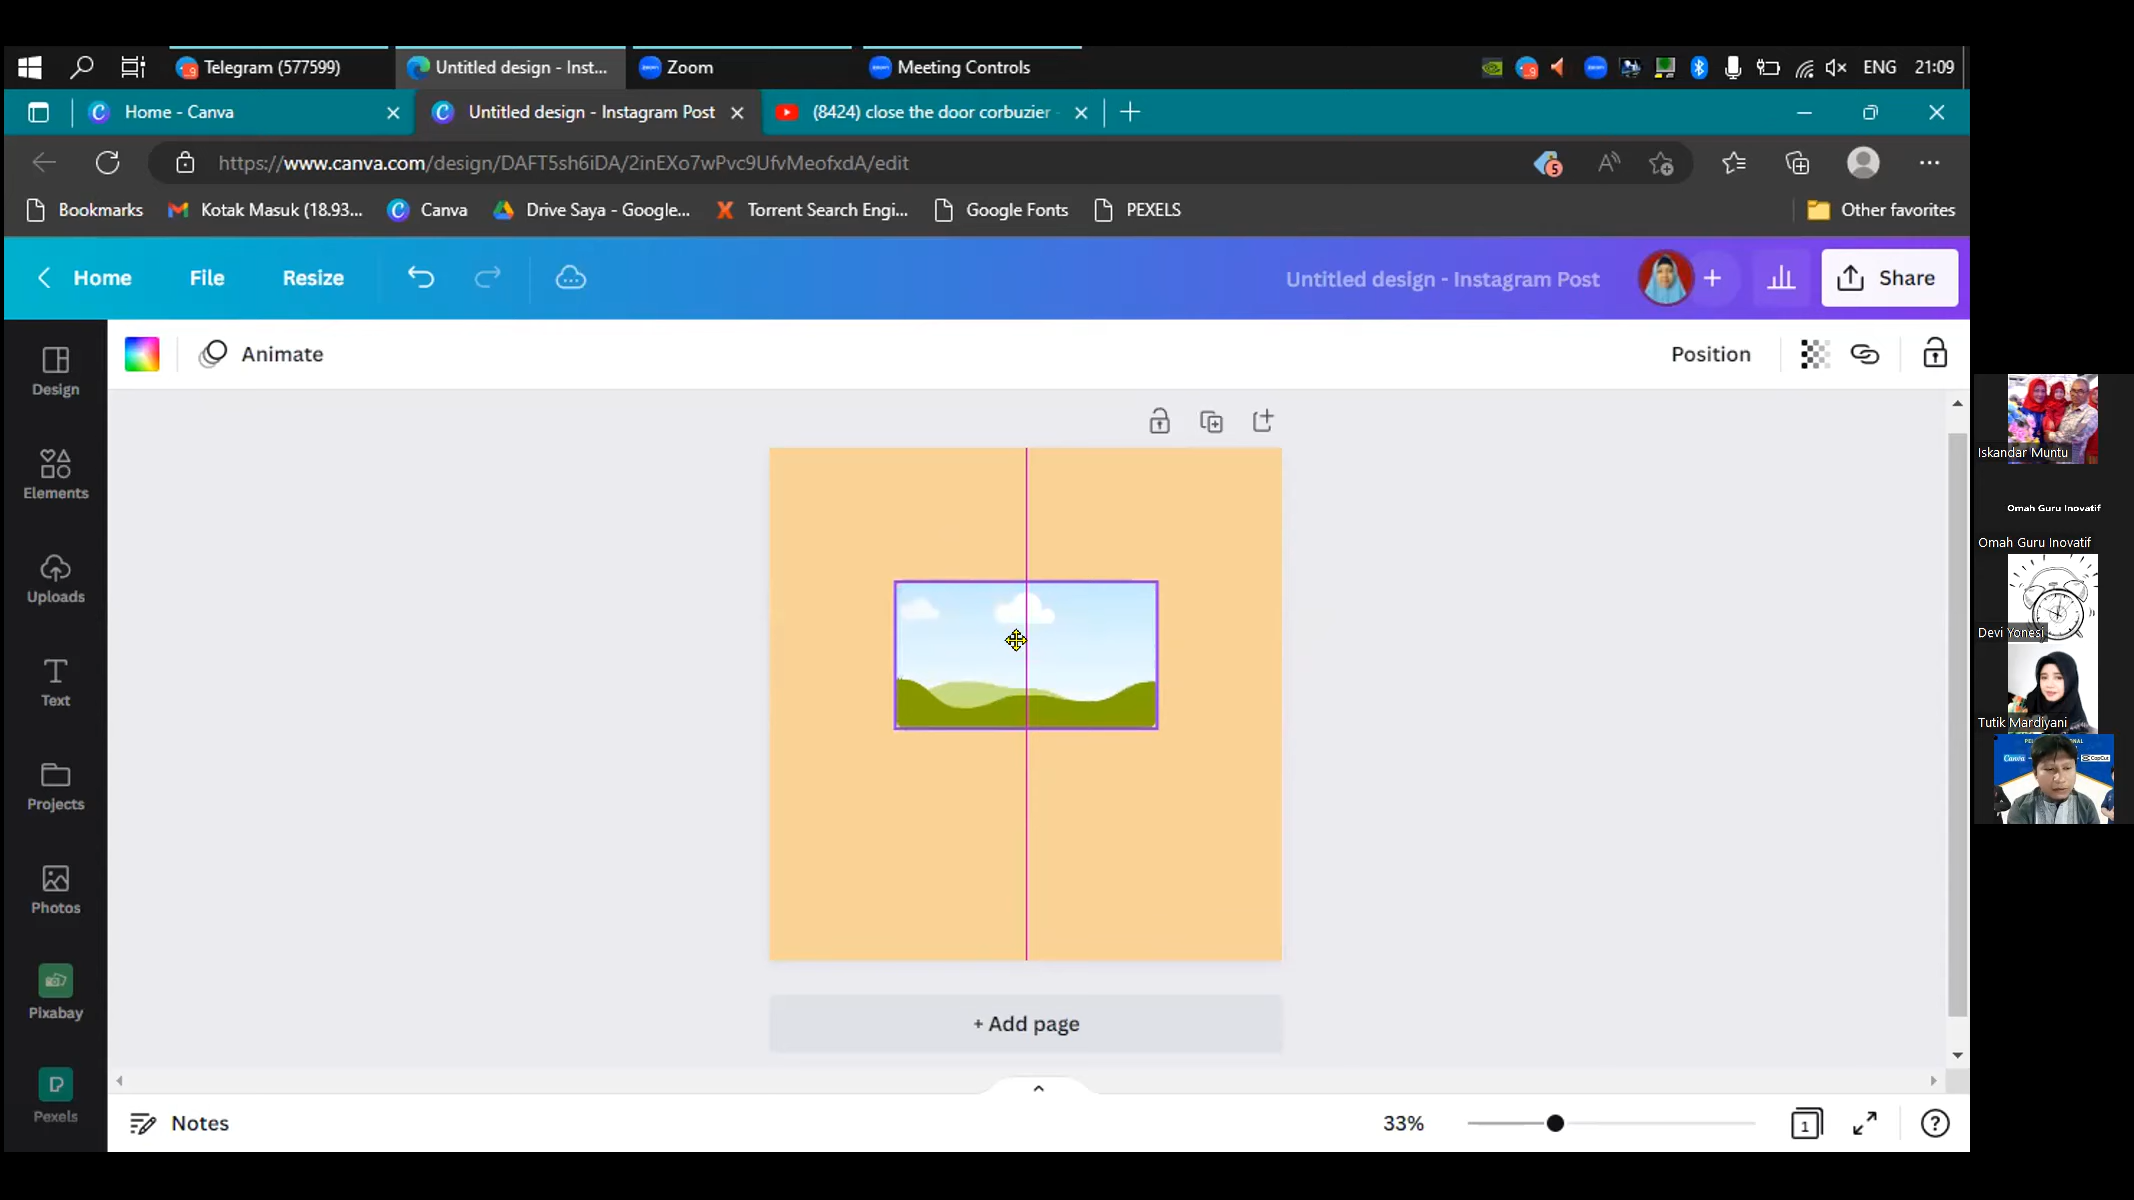 Telegram (577599)
Untitled design - Inst...
Zoom
Meeting Controls
ENG
21:09
Home - Canva
Untitled design - Instagram Post
(8424) close the door corbuzier -
https://www.canva.com/design/DAFT5sh6iDA/2inEXo7wPvc9UfvMeofxdA/edit
5
Bookmarks
Kotak Masuk (18.93...
Canva
Drive Saya - Google...
Torrent Search Engi...
Google Fonts
PEXELS
Other favorites
Home
File
Resize
Untitled design - Instagram Post
Share
Animate
Position
Design
Elements
Uploads
Text
Projects
Photos
Pixabay
Pexels
+ Add page
Notes
33%
1
Iskandar Muntu
Omah Guru Inovatif
Omah Guru Inovatif
Devi Yonesi
Tutik Mardiyani
Canva
CapCut